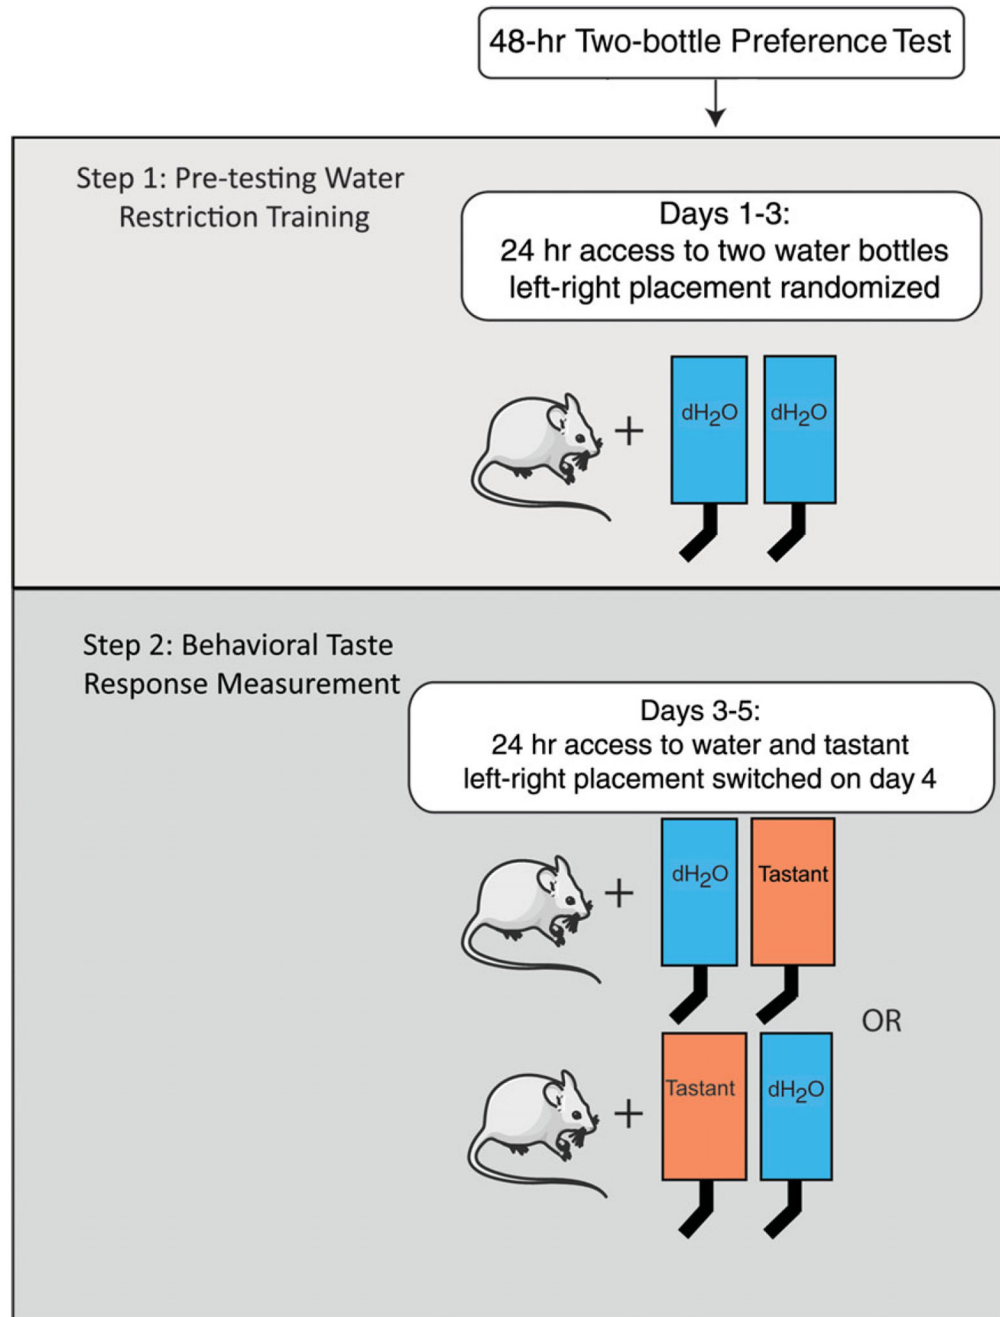 48-hr Two-bottle Preference Test
Step 1: Pre-testing Water
Restriction Training
Days 1-3:
24 hr access to two water bottles
left-right placement randomized
+
dH₂O
dH₂O
Step 2: Behavioral Taste
Response Measurement
Days 3-5:
24 hr access to water and tastant
left-right placement switched on day 4
+
dH₂O
Tastant
OR
+
Tastant
dH₂O